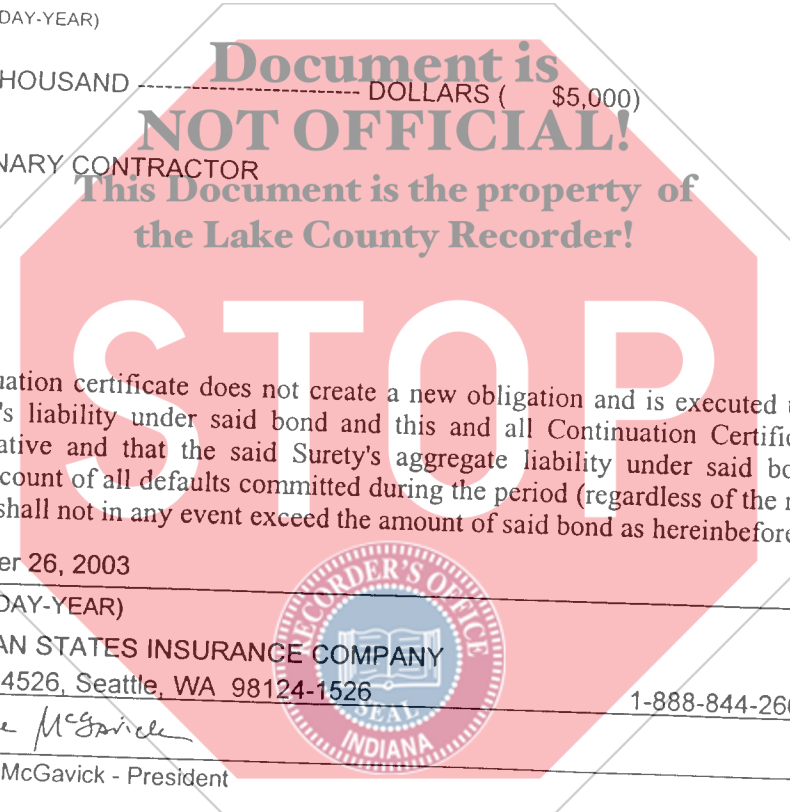 DAY-YEAR)
Document is
HOUSAND ------------------------ DOLLARS ( $5,000)
NOT OFFICIAL!
NARY CONTRACTOR
This Document is the property of
the Lake County Recorder!
STOP
uation certificate does not create a new obligation and is executed
's liability under said bond and this and all Continuation Certific
ative and that the said Surety's aggregate liability under said bo
count of all defaults committed during the period (regardless of the
shall not in any event exceed the amount of said bond as hereinbefore
er 26, 2003
DAY-YEAR)
AN STATES INSURANCE COMPANY
4526, Seattle, WA 98124-1526
1-888-844-266
McGavick
McGavick - President
RECORDER'S OFFICE
SEAL
INDIANA